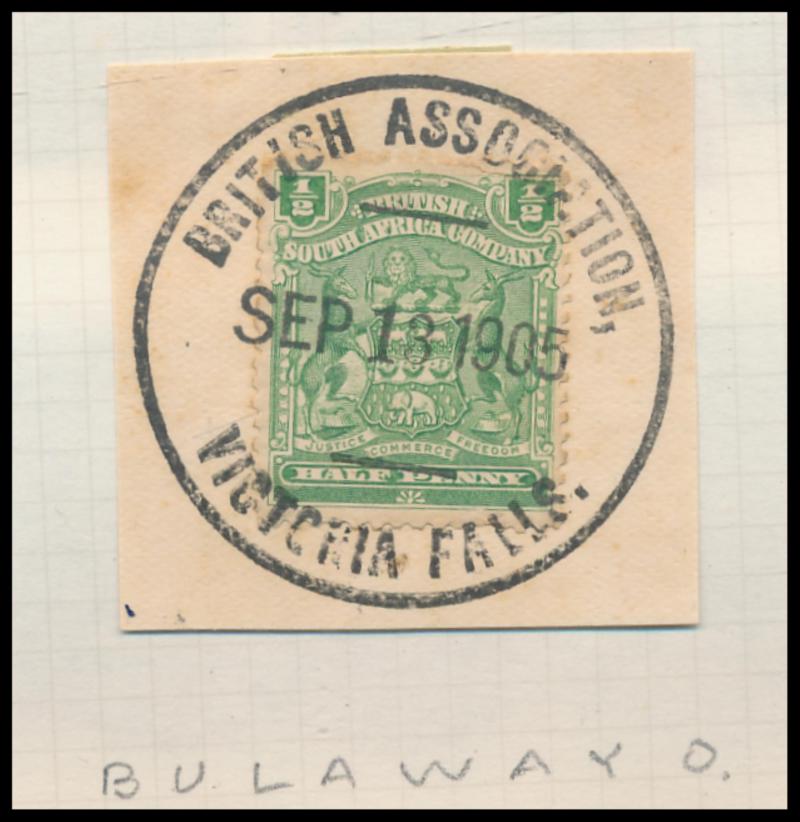 BRITISH ASSOCIATION,
½ ½
BRITISH
SOUTH AFRICA COMPANY
SEP 13 1905
JUSTICE COMMERCE FREEDOM
HALF PENNY
VICTORIA FALLS.
BULAWAYO.